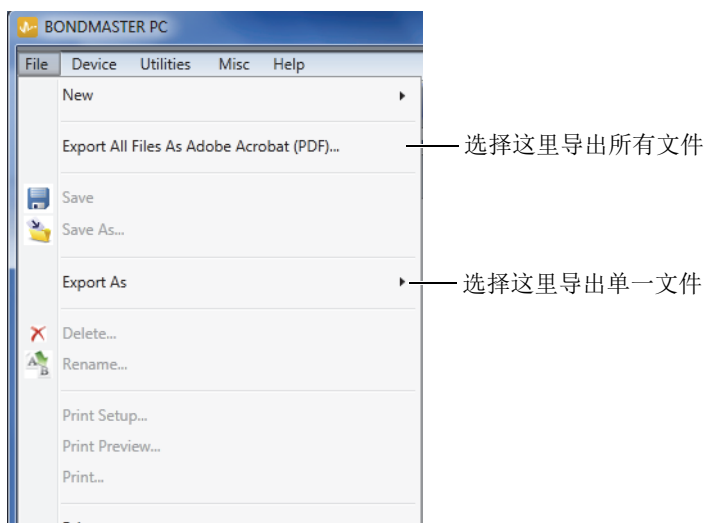 BONDMASTER PC
File Device Utilities Misc Help
New
Export All Files As Adobe Acrobat (PDF)... 选择这里导出所有文件
Save
Save As...
Export As 选择这里导出单一文件
Delete...
Rename...
Print Setup...
Print Preview...
Print...